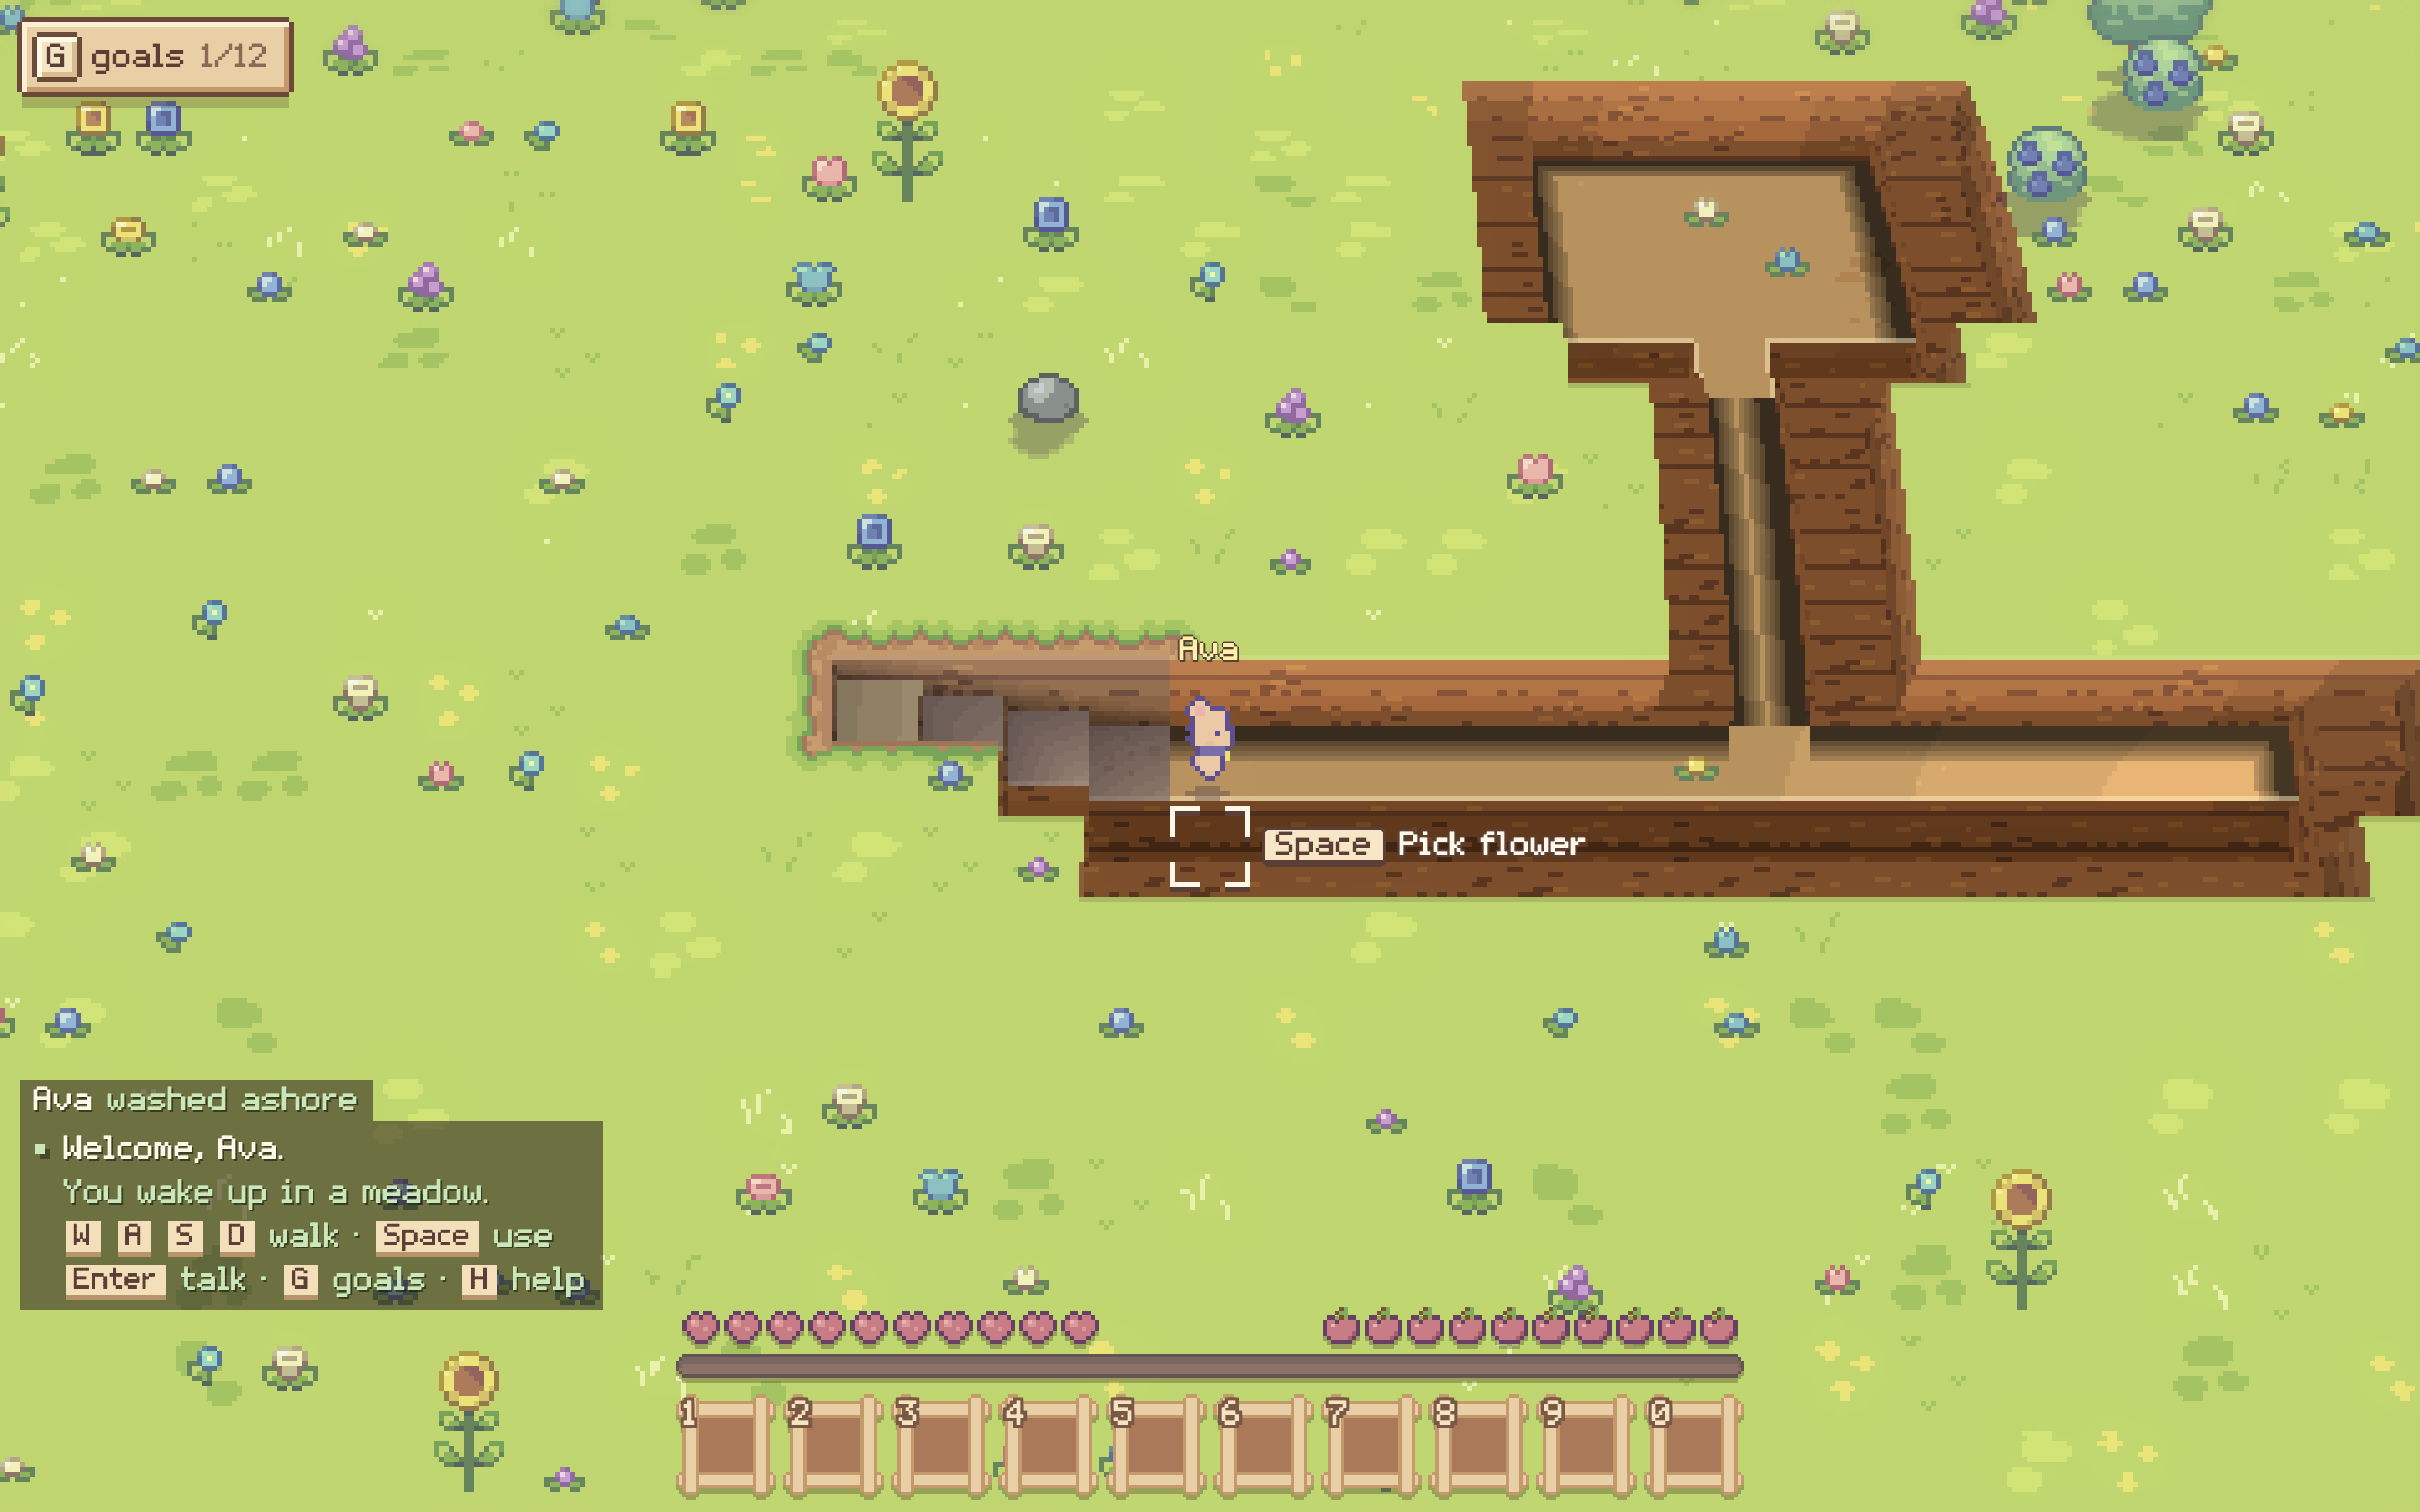 G goals 1/12
Ava
Space Pick flower
Ava washed ashore
Welcome, Ava.
You wake up in a meadow.
W A S D walk · Space use
Enter talk · G goals · H help
1 2 3 4 5 6 7 8 9 0